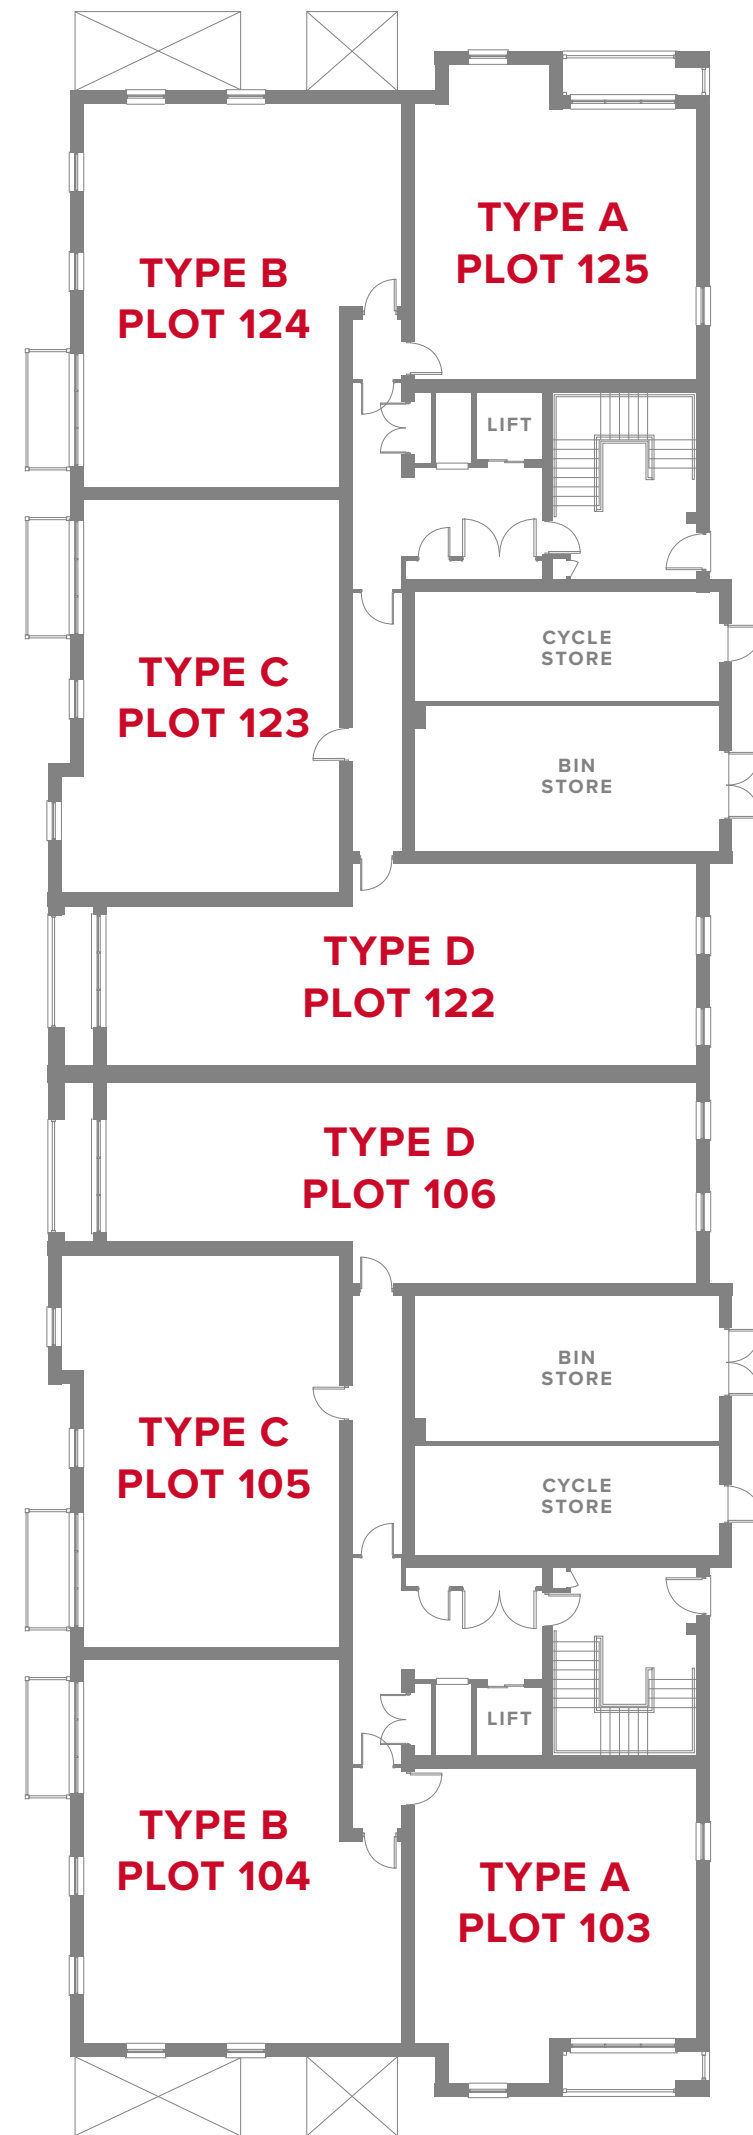 TYPE A
PLOT 125
TYPE B
PLOT 124
LIFT
CYCLE
STORE
TYPE C
PLOT 123
BIN
STORE
TYPE D
PLOT 122
TYPE D
PLOT 106
BIN
STORE
TYPE C
PLOT 105
CYCLE
STORE
LIFT
TYPE B
PLOT 104
TYPE A
PLOT 103